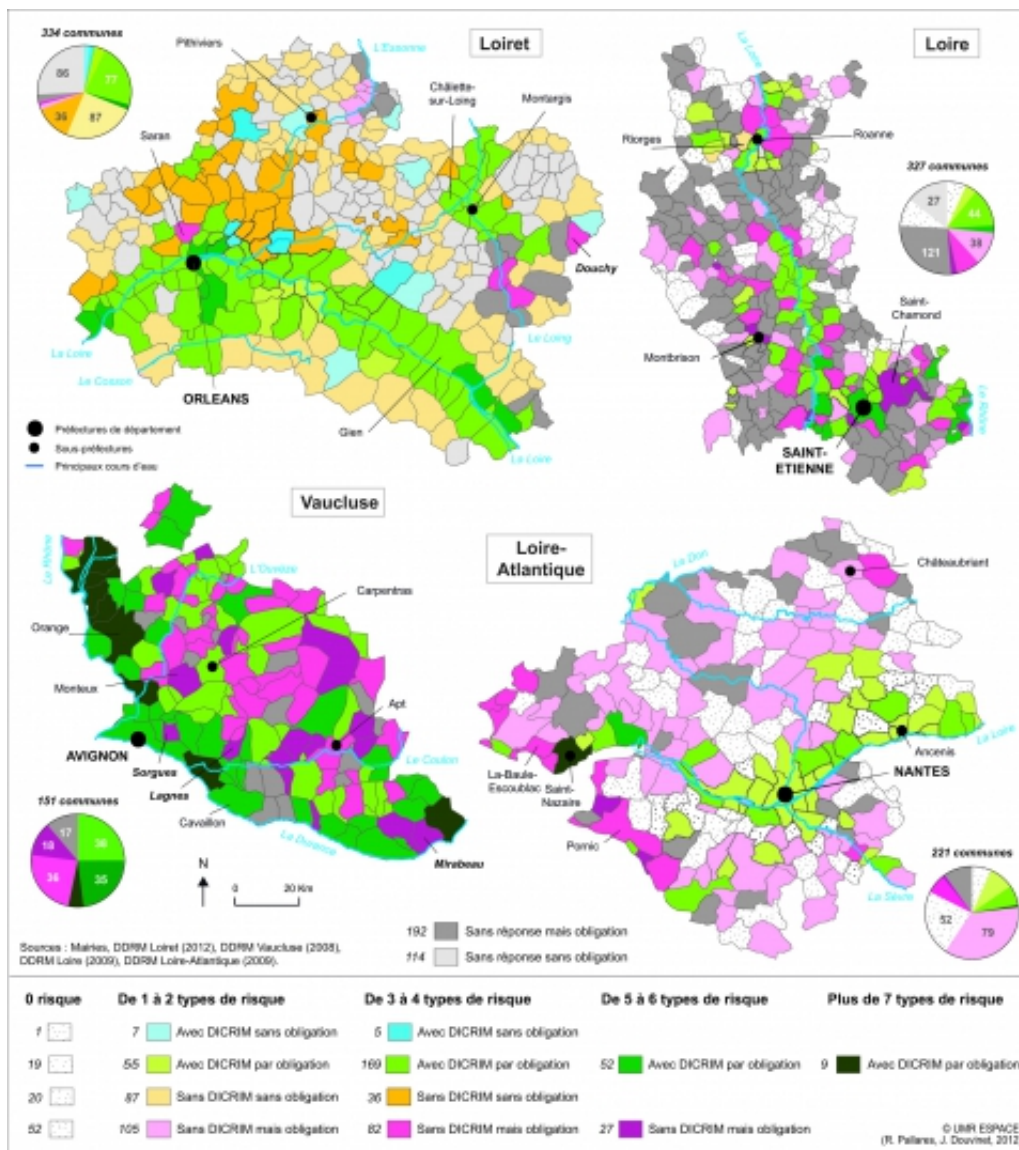 334 communes
86
77
36
87
Pithiviers
L'Essonne
Loiret
Châlette-
sur-Loing
Montargis
Saran
Douchy
La Loire
Le Cosson
ORLEANS
Gien
Le Loing
La Loire
Préfectures de département
Sous-préfectures
Principaux cours d'eau
La Loire
Loire
Riorges
Roanne
327 communes
27
44
38
121
Saint-
Chamond
Montbrison
SAINT-
ETIENNE
Le Rhône
Vaucluse
Le Rhône
L'Ouvèze
Carpentras
Orange
Monteux
Apt
AVIGNON
Sorgues
Le Coulon
Lagnes
Cavaillon
La Durance
Mirabeau
151 communes
17
18
38
36
35
N
0 20 Km
Loire-
Atlantique
Le Don
Châteaubriant
La Loire
Ancenis
NANTES
La-Baule-
Escoublac
Saint-
Nazaire
Pornic
La Sèvre
221 communes
52
79
Sources : Mairies, DDRM Loiret (2012), DDRM Vaucluse (2008),
DDRM Loire (2009), DDRM Loire-Atlantique (2009).
192 Sans réponse mais obligation
114 Sans réponse sans obligation
0 risque De 1 à 2 types de risque De 3 à 4 types de risque De 5 à 6 types de risque Plus de 7 types de risque
1 7 Avec DICRIM sans obligation 5 Avec DICRIM sans obligation
19 55 Avec DICRIM par obligation 169 Avec DICRIM par obligation 52 Avec DICRIM par obligation 9 Avec DICRIM par obligation
20 87 Sans DICRIM sans obligation 36 Sans DICRIM sans obligation
52 105 Sans DICRIM mais obligation 82 Sans DICRIM mais obligation 27 Sans DICRIM mais obligation
© UMR ESPACE
(R. Pallares, J. Douvinet, 2012